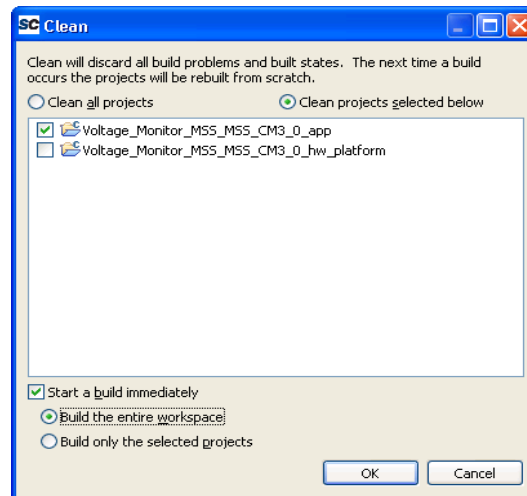 SC Clean
Clean will discard all build problems and built states. The next time a build
occurs the projects will be rebuilt from scratch.
Clean all projects Clean projects selected below
Voltage_Monitor_MSS_MSS_CM3_0_app
Voltage_Monitor_MSS_MSS_CM3_0_hw_platform
Start a build immediately
Build the entire workspace
Build only the selected projects
OK Cancel